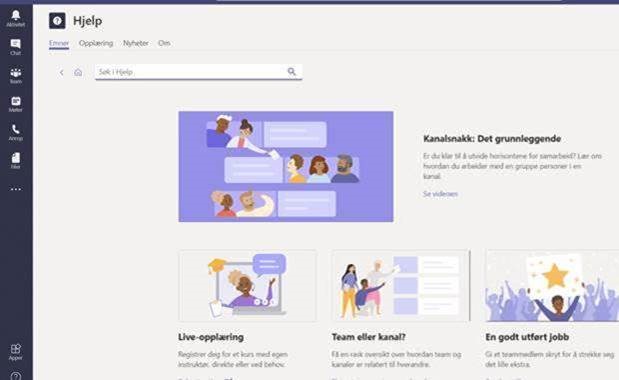 Aktivitet
Chat
Team
Møter
Anrop
Filer
Apper
Hjelp
Emner Opplæring Nyheter Om
Søk i Hjelp
Kanalsnakk: Det grunnleggende
Er du klar til å utvide horisontene for samarbeid? Lær om
hvordan du arbeider med en gruppe personer i en
kanal.
Se videoen
Live-opplæring
Registrer deg for et kurs med egen
instruktør, direkte eller ved behov.
Team eller kanal?
Få en rask oversikt over hvordan team og
kanaler er relatert til hverandre.
En godt utført jobb
Gi et teammedlem skryt for å strekke seg
det lille ekstra.